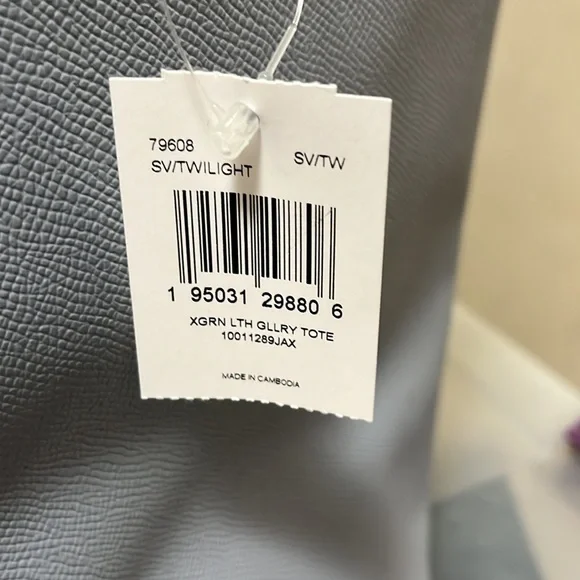 79608
SV/TWILIGHT SV/TW
1 95031 29880 6
XGRN LTH GLLRY TOTE
10011289JAX
MADE IN CAMBODIA